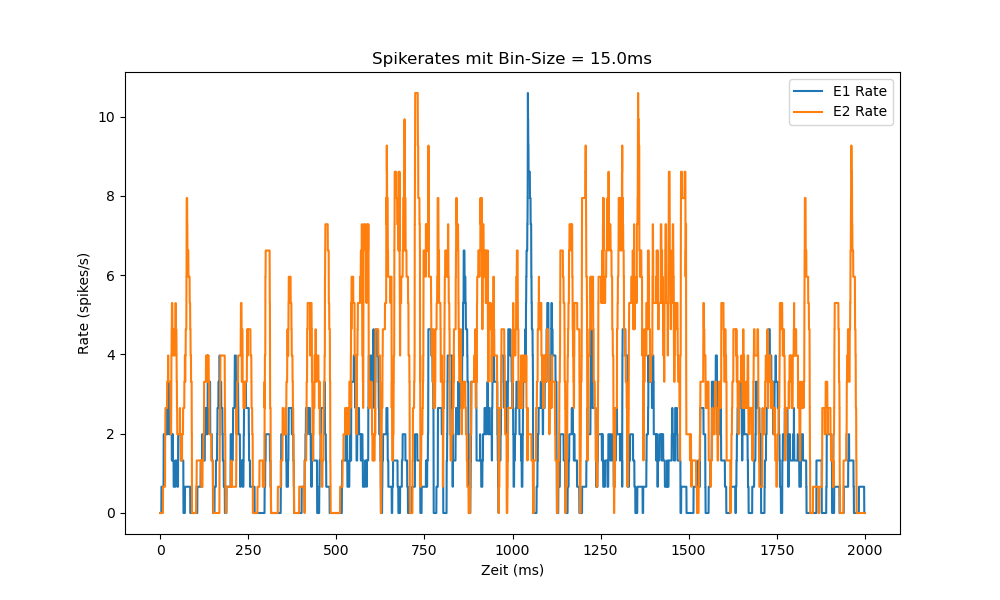 Spikerates mit Bin-Size = 15.0ms
E1 Rate
E2 Rate
Rate (spikes/s)
10
8
6
4
2
0
0 250 500 750 1000 1250 1500 1750 2000
Zeit (ms)